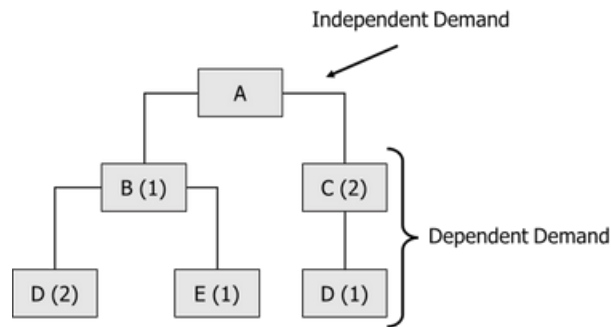 Independent Demand
A
B (1)
C (2)
Dependent Demand
D (2)
E (1)
D (1)